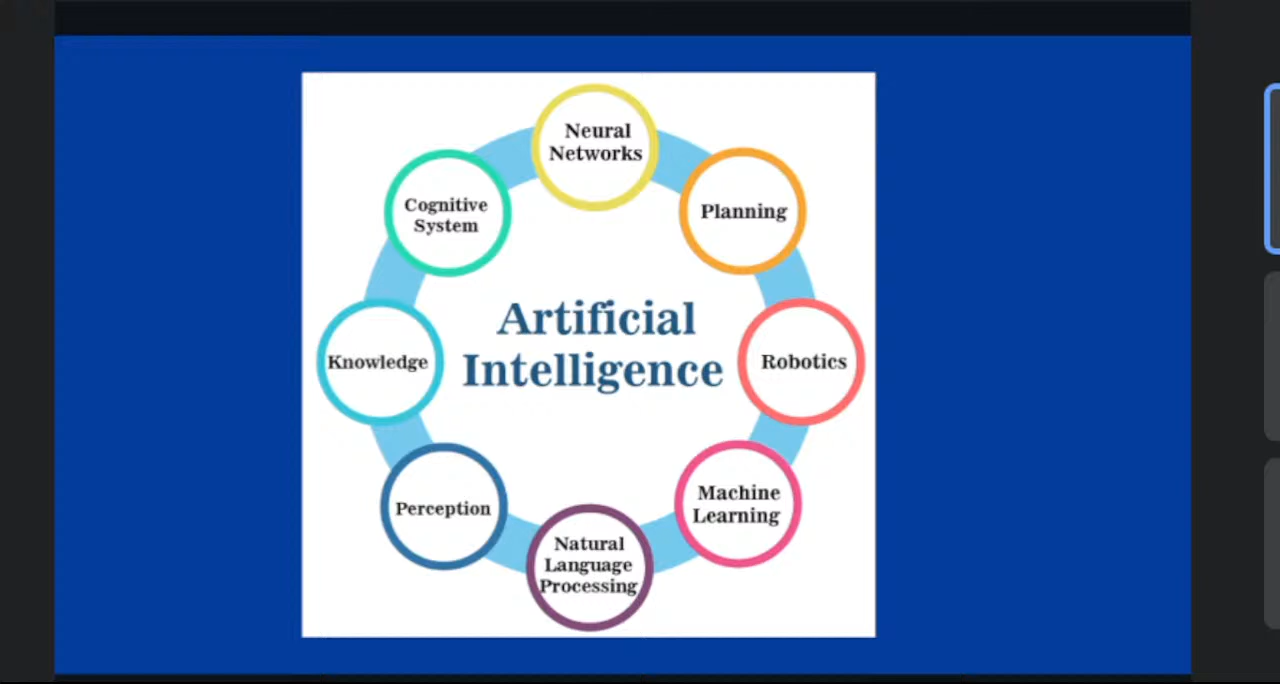 Neural
Networks
Planning
Robotics
Machine
Learning
Natural
Language
Processing
Perception
Knowledge
Cognitive
System
Artificial
Intelligence